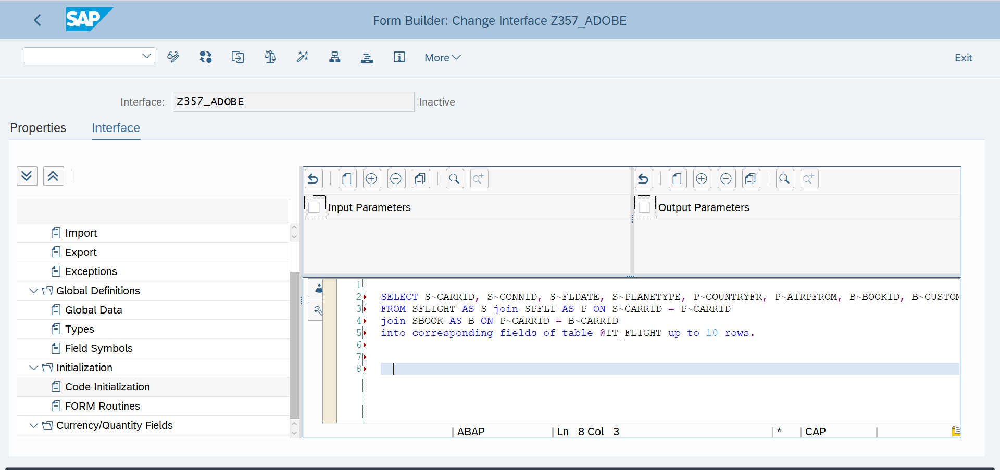 SAP
Form Builder: Change Interface Z357_ADOBE
More
Exit
Interface: Z357_ADOBE Inactive
Properties Interface
Input Parameters
Output Parameters
Import
Export
Exceptions
Global Definitions
Global Data
Types
Field Symbols
Initialization
Code Initialization
FORM Routines
Currency/Quantity Fields
1
2 SELECT S~CARRID, S~CONNID, S~FLDATE, S~PLANETYPE, P~COUNTRYFR, P~AIRPFROM, B~BOOKID, B~CUSTOM
3 FROM SFLIGHT AS S join SPFLI AS P ON S~CARRID = P~CARRID
4 join SBOOK AS B ON P~CARRID = B~CARRID
5 into corresponding fields of table @IT_FLIGHT up to 10 rows.
6
7
8
ABAP Ln 8 Col 3 * CAP